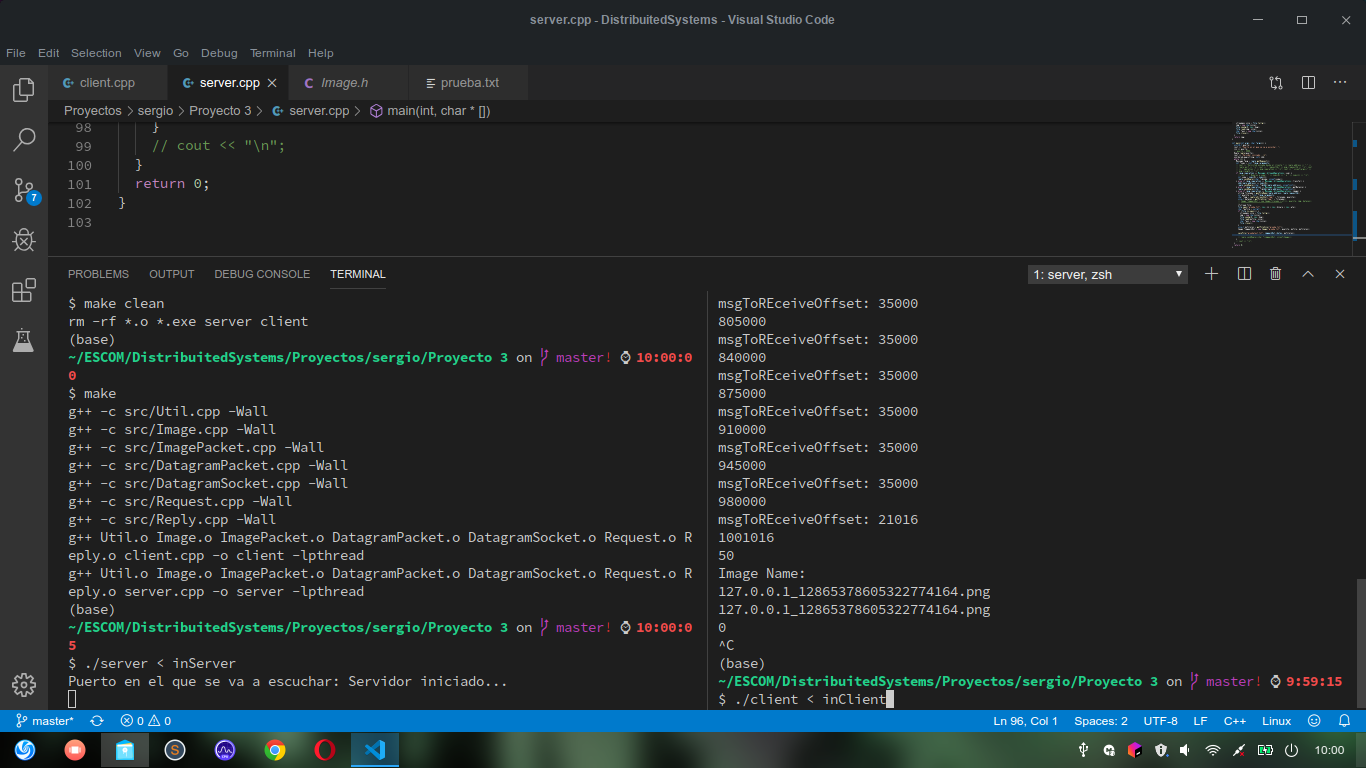 server.cpp - DistribuitedSystems - Visual Studio Code
File Edit Selection View Go Debug Terminal Help
client.cpp server.cpp Image.h prueba.txt
Proyectos > sergio > Proyecto 3 > server.cpp > main(int, char * [])
98 }
99 // cout << "\n";
100 }
101 return 0;
102 }
103
7
PROBLEMS OUTPUT DEBUG CONSOLE TERMINAL
1: server, zsh
$ make clean
rm -rf *.o *.exe server client
(base)
~/ESCOM/DistribuitedSystems/Proyectos/sergio/Proyecto 3 on master! 10:00:0
0
$ make
g++ -c src/Util.cpp -Wall
g++ -c src/Image.cpp -Wall
g++ -c src/ImagePacket.cpp -Wall
g++ -c src/DatagramPacket.cpp -Wall
g++ -c src/DatagramSocket.cpp -Wall
g++ -c src/Request.cpp -Wall
g++ -c src/Reply.cpp -Wall
g++ Util.o Image.o ImagePacket.o DatagramPacket.o DatagramSocket.o Request.o R
eply.o client.cpp -o client -lpthread
g++ Util.o Image.o ImagePacket.o DatagramPacket.o DatagramSocket.o Request.o R
eply.o server.cpp -o server -lpthread
(base)
~/ESCOM/DistribuitedSystems/Proyectos/sergio/Proyecto 3 on master! 10:00:0
5
$ ./server < inServer
Puerto en el que se va a escuchar: Servidor iniciado...
msgToREceiveOffset: 35000
805000
msgToREceiveOffset: 35000
840000
msgToREceiveOffset: 35000
875000
msgToREceiveOffset: 35000
910000
msgToREceiveOffset: 35000
945000
msgToREceiveOffset: 35000
980000
msgToREceiveOffset: 21016
1001016
50
Image Name:
127.0.0.1_12865378605322774164.png
127.0.0.1_12865378605322774164.png
0
^C
(base)
~/ESCOM/DistribuitedSystems/Proyectos/sergio/Proyecto 3 on master! 9:59:15
$ ./client < inClient
master* 0 0 Ln 96, Col 1 Spaces: 2 UTF-8 LF C++ Linux
10:00